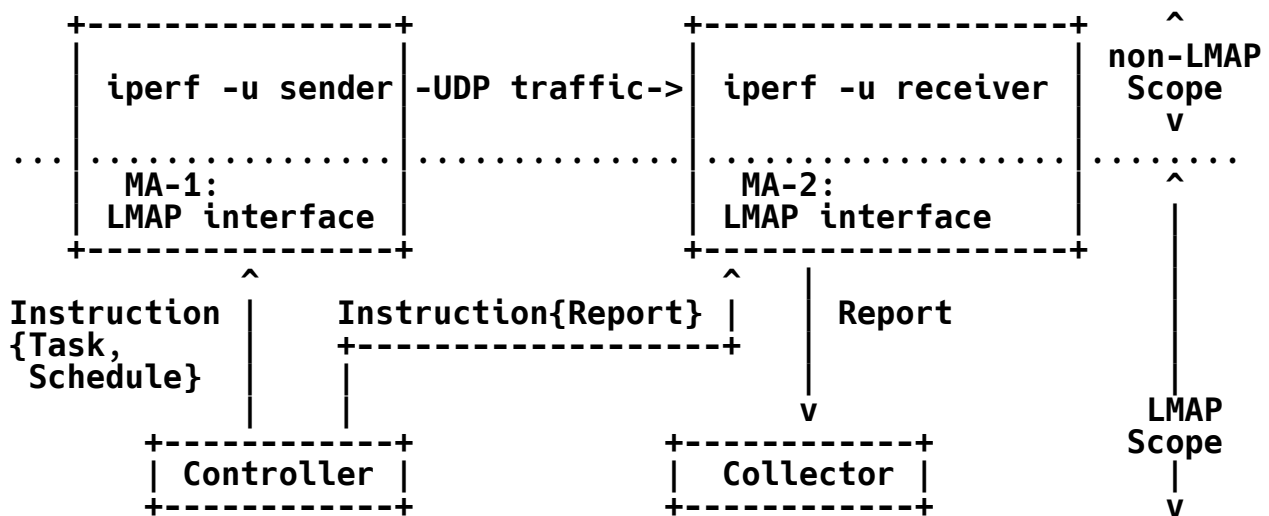 +----------------+              +-------------------+      ^
|                |              |                   |  non-LMAP
| iperf -u sender|-UDP traffic->| iperf -u receiver |   Scope
|                |              |                   |     v
...|................|..............|...................|........
|  MA-1:         |              |  MA-2:            |     ^
| LMAP interface |              | LMAP interface    |     |
+----------------+              +-------------------+     |
^                        ^   |                   |
Instruction |    Instruction{Report} |   | Report            |
{Task,      |    +-------------------+   |                   |
Schedule}  |    |                       |                   |
|    |                       v                 LMAP
+------------+             +------------+          Scope
| Controller |             |  Collector |            |
+------------+             +------------+            v